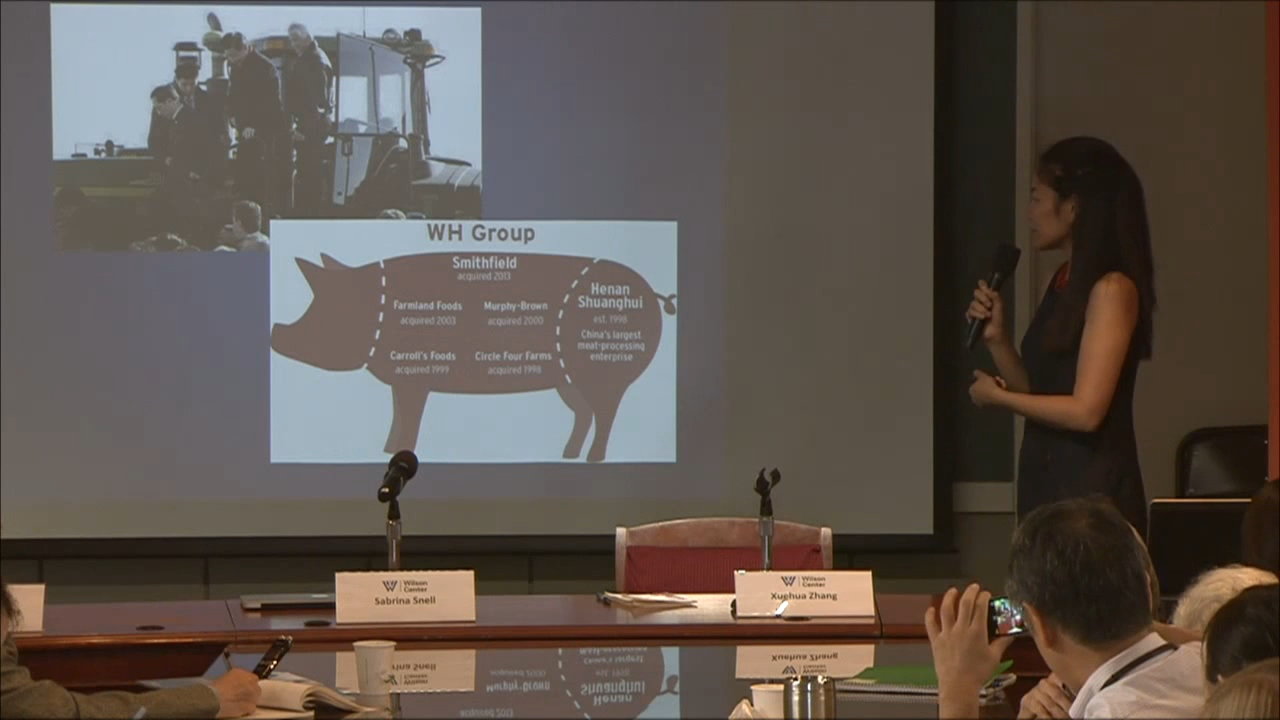 WH Group
Smithfield
acquired 2013
Farmland Foods
acquired 2003
Murphy-Brown
acquired 2000
Carroll's Foods
acquired 1999
Circle Four Farms
acquired 1998
Henan
Shuanghui
est. 1998
China's largest
meat-processing
enterprise
Wilson
Center
Sabrina Snell
Wilson
Center
Xuehua Zhang